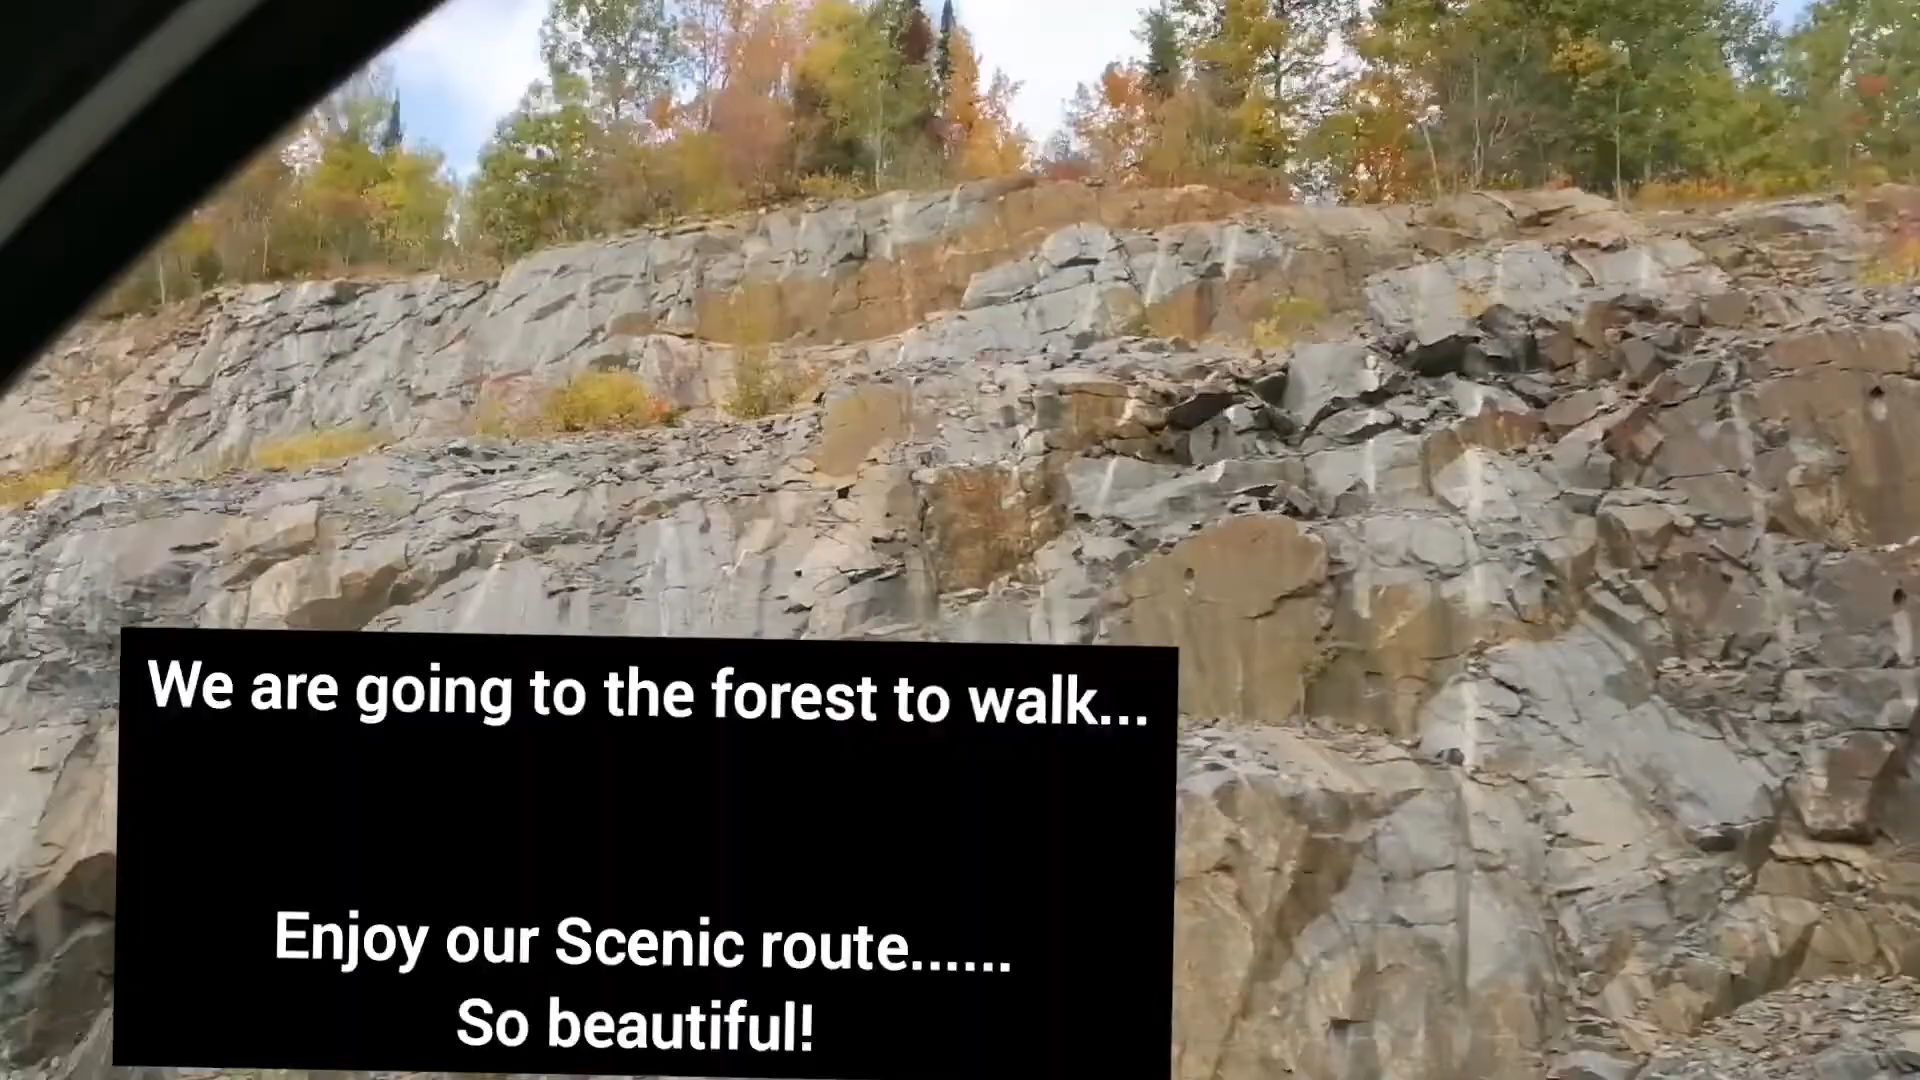 We are going to the forest to walk...
Enjoy our Scenic route......
So beautiful!